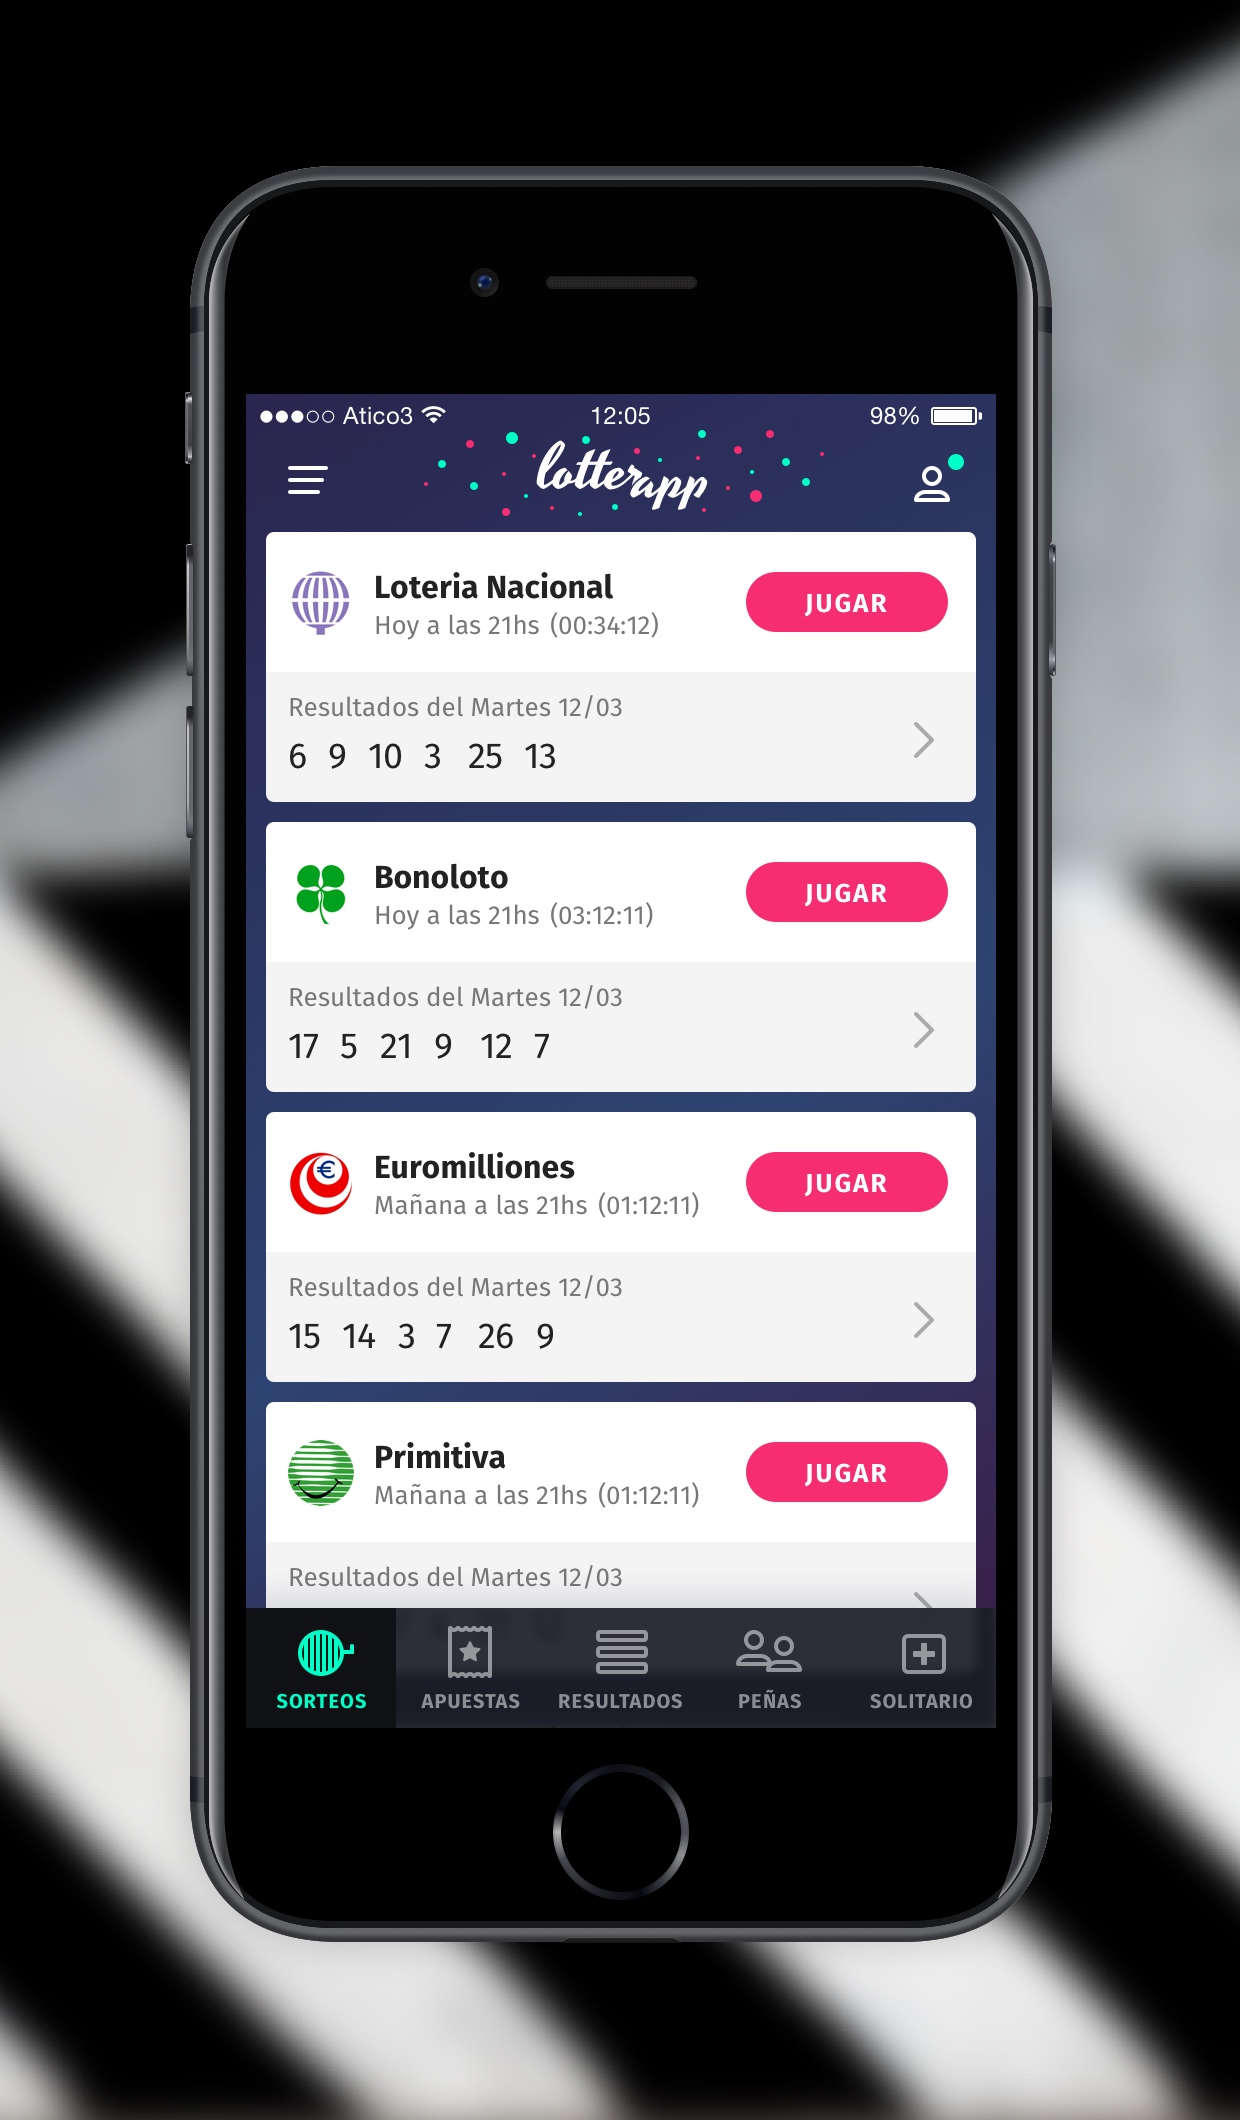 Atico3 12:05 98%
lotterapp
Loteria Nacional
Hoy a las 21hs (00:34:12)
JUGAR
Resultados del Martes 12/03
6 9 10 3 25 13
Bonoloto
Hoy a las 21hs (03:12:11)
JUGAR
Resultados del Martes 12/03
17 5 21 9 12 7
€
Euromilliones
Mañana a las 21hs (01:12:11)
JUGAR
Resultados del Martes 12/03
15 14 3 7 26 9
Primitiva
Mañana a las 21hs (01:12:11)
JUGAR
Resultados del Martes 12/03
SORTEOS APUESTAS RESULTADOS PEÑAS SOLITARIO